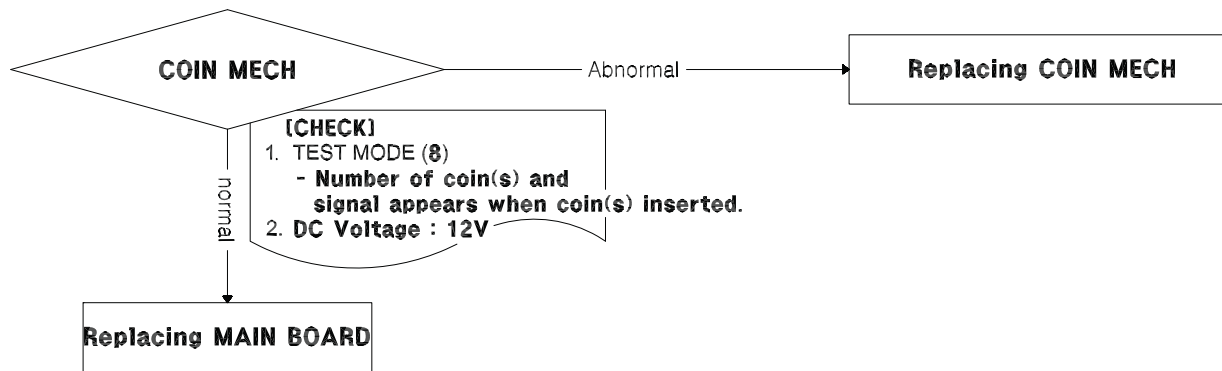 COIN MECH
Abnormal
Replacing COIN MECH
[CHECK]
1. TEST MODE (8)
- Number of coin(s) and
signal appears when coin(s) inserted.
2. DC Voltage : 12V
normal
Replacing MAIN BOARD